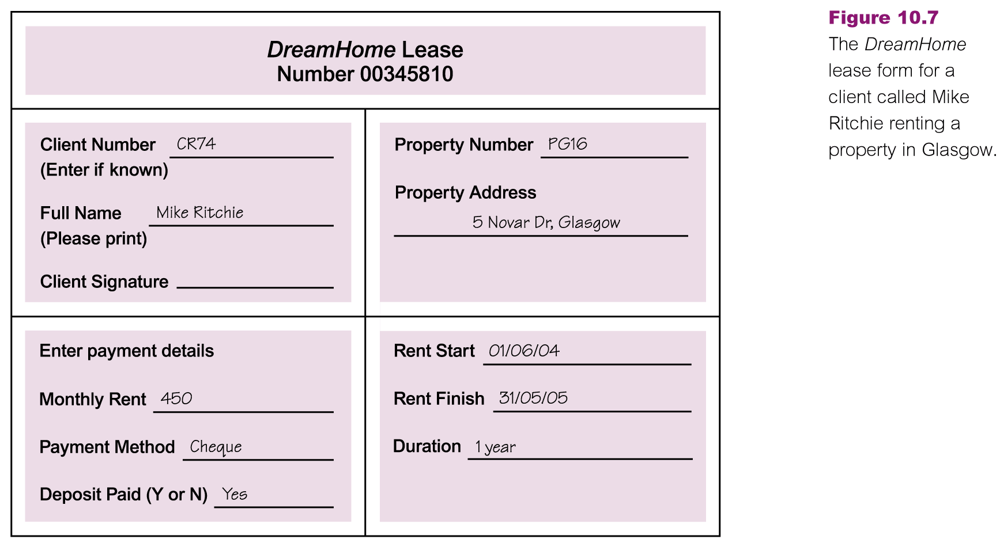 DreamHome Lease
Number 00345810
Client Number CR74
(Enter if known)
Full Name Mike Ritchie
(Please print)
Client Signature
Property Number PG16
Property Address
5 Novar Dr, Glasgow
Enter payment details
Monthly Rent 450
Payment Method Cheque
Deposit Paid (Y or N) Yes
Rent Start 01/06/04
Rent Finish 31/05/05
Duration 1 year
Figure 10.7
The DreamHome
lease form for a
client called Mike
Ritchie renting a
property in Glasgow.